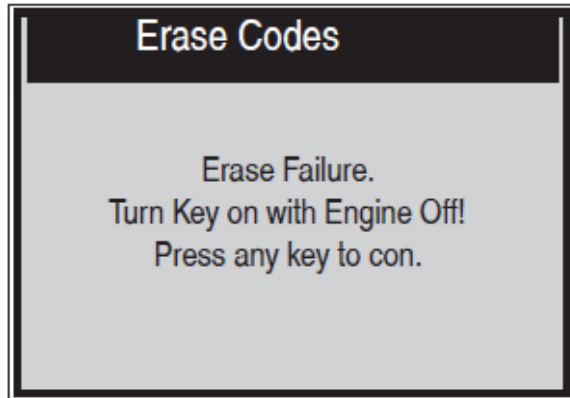 Erase Codes
Erase Failure.
Turn Key on with Engine Off!
Press any key to con.